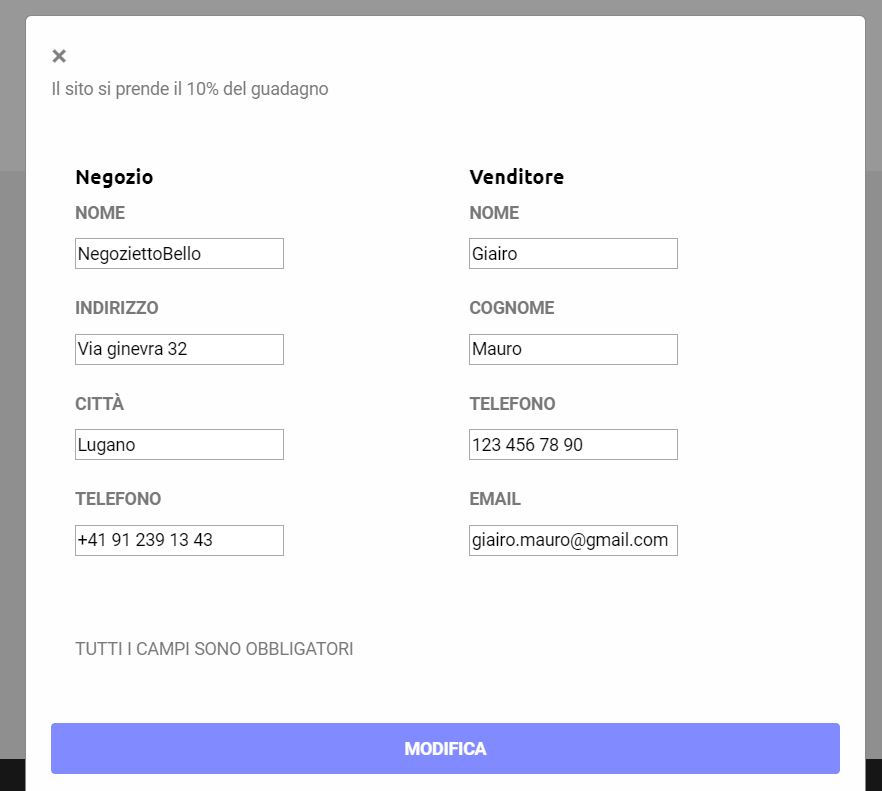 ×
Il sito si prende il 10% del guadagno
Negozio
NOME
NegoziettoBello
INDIRIZZO
Via ginevra 32
CITTÀ
Lugano
TELEFONO
+41 91 239 13 43
Venditore
NOME
Giairo
COGNOME
Mauro
TELEFONO
123 456 78 90
EMAIL
giairo.mauro@gmail.com
TUTTI I CAMPI SONO OBBLIGATORI
MODIFICA